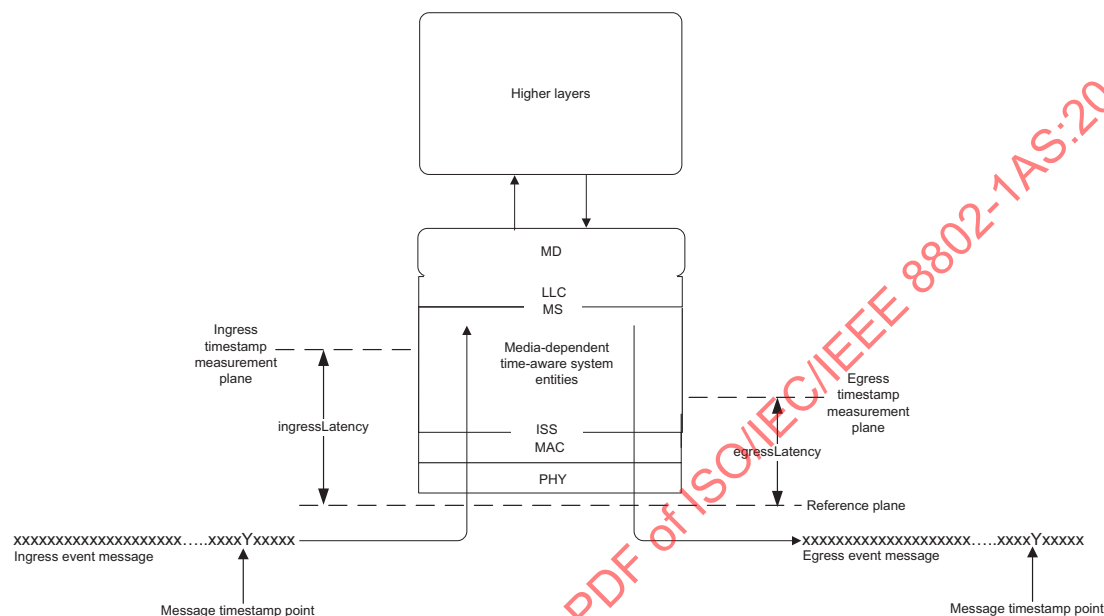 Higher layers
MD
LLC
MS
Ingress
timestamp
measurement
plane
Media-dependent
time-aware system
entities
Egress
timestamp
measurement
plane
ingressLatency
ISS
MAC
egressLatency
PHY
Reference plane
xxxxxxxxxxxxxxxxxxxx…..xxxxYxxxxx
Ingress event message
xxxxxxxxxxxxxxxxxxxx…..xxxxYxxxxx
Egress event message
Message timestamp point
Message timestamp point
PDF of ISO/IEC/IEEE 8802-1AS:20